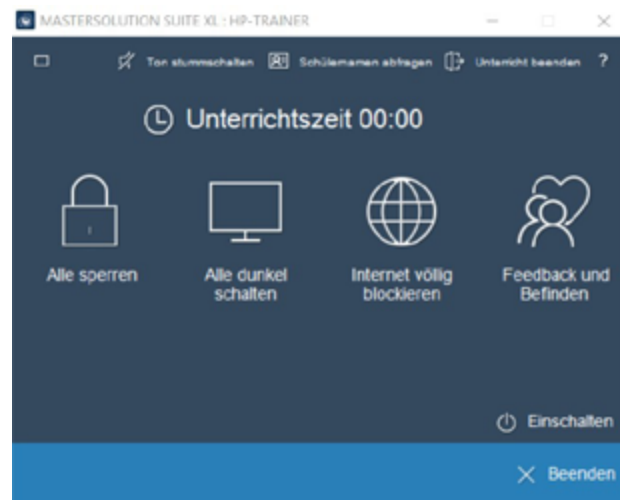 MASTERSOLUTION SUITE XL : HP-TRAINER
Ton stummschalten Schülernamen abfragen Unterricht beenden ?
Unterrichtszeit 00:00
Alle sperren
Alle dunkel
schalten
Internet völlig
blockieren
Feedback und
Befinden
Einschalten
Beenden